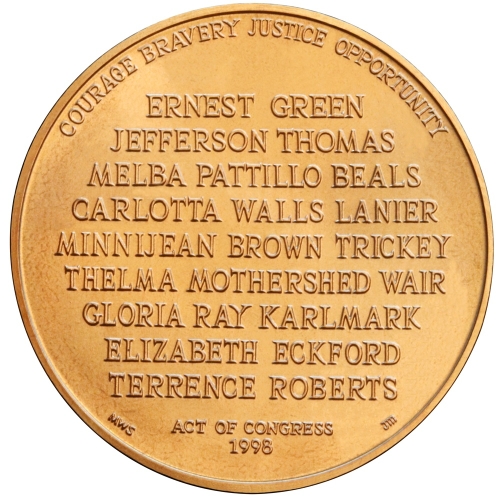 COURAGE BRAVERY JUSTICE OPPORTUNITY
ERNEST GREEN
JEFFERSON THOMAS
MELBA PATTILLO BEALS
CARLOTTA WALLS LANIER
MINNIJEAN BROWN TRICKEY
THELMA MOTHERSHED WAIR
GLORIA RAY KARLMARK
ELIZABETH ECKFORD
TERRENCE ROBERTS
MWS
ACT OF CONGRESS
1998